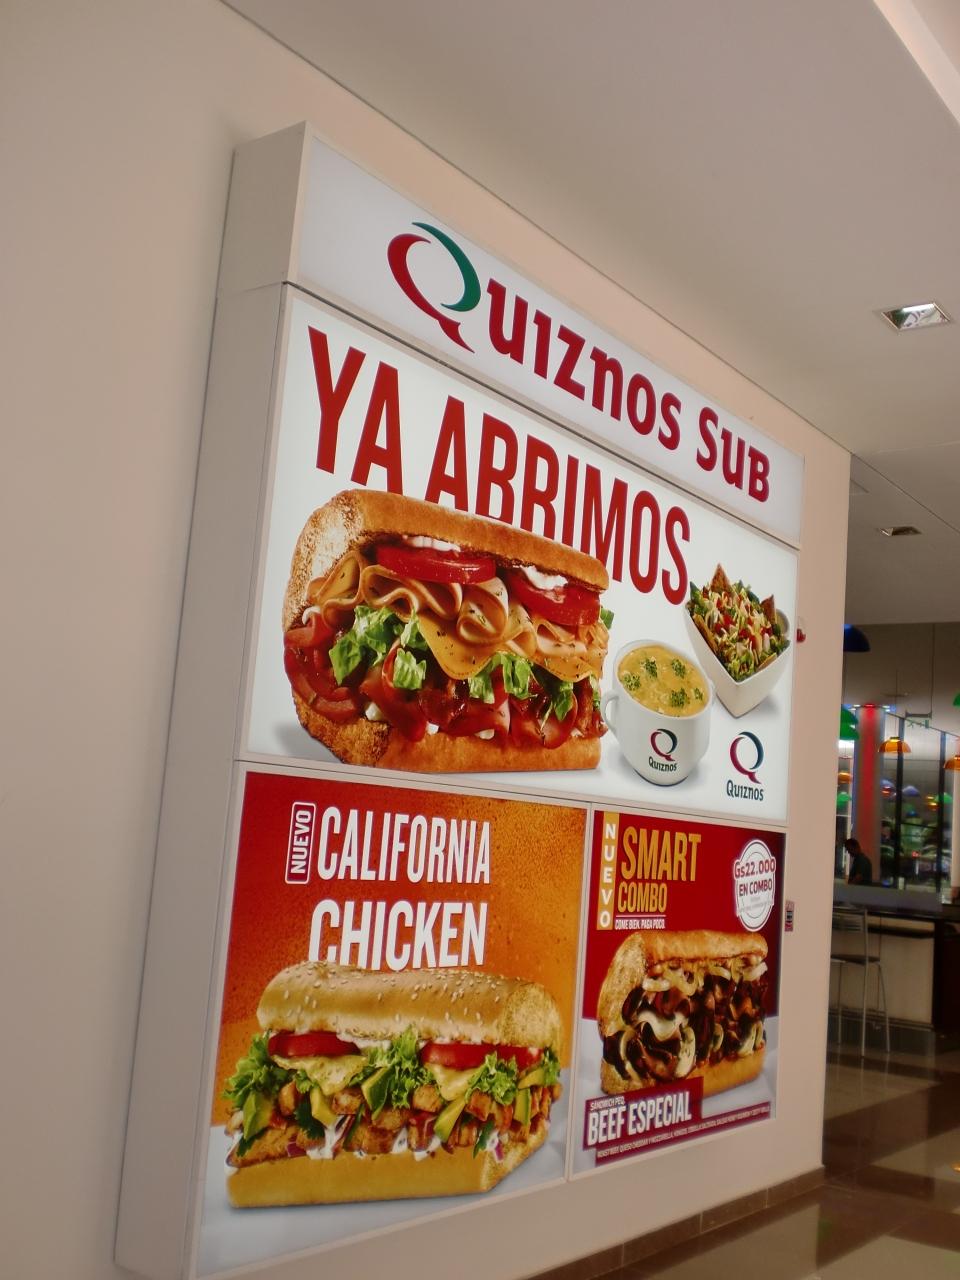 Quiznos Sub
YA ABRIMOS
Quiznos
Quiznos
NUEVO
CALIFORNIA
CHICKEN
NUEVO
SMART
COMBO
COME BIEN. PAGA POCO.
Gs22.000
EN COMBO
SANDWICH PEQ.
BEEF ESPECIAL